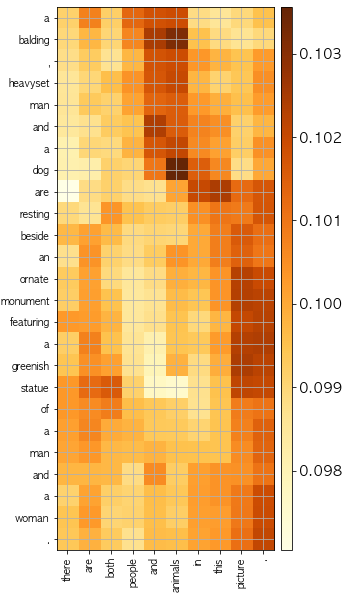 a
balding
,
heavyset
man
and
a
dog
are
resting
beside
an
ornate
monument
featuring
a
greenish
statue
of
a
man
and
a
woman
.
there are both people and animals in this picture .
0.103
0.102
0.101
0.100
0.099
0.098